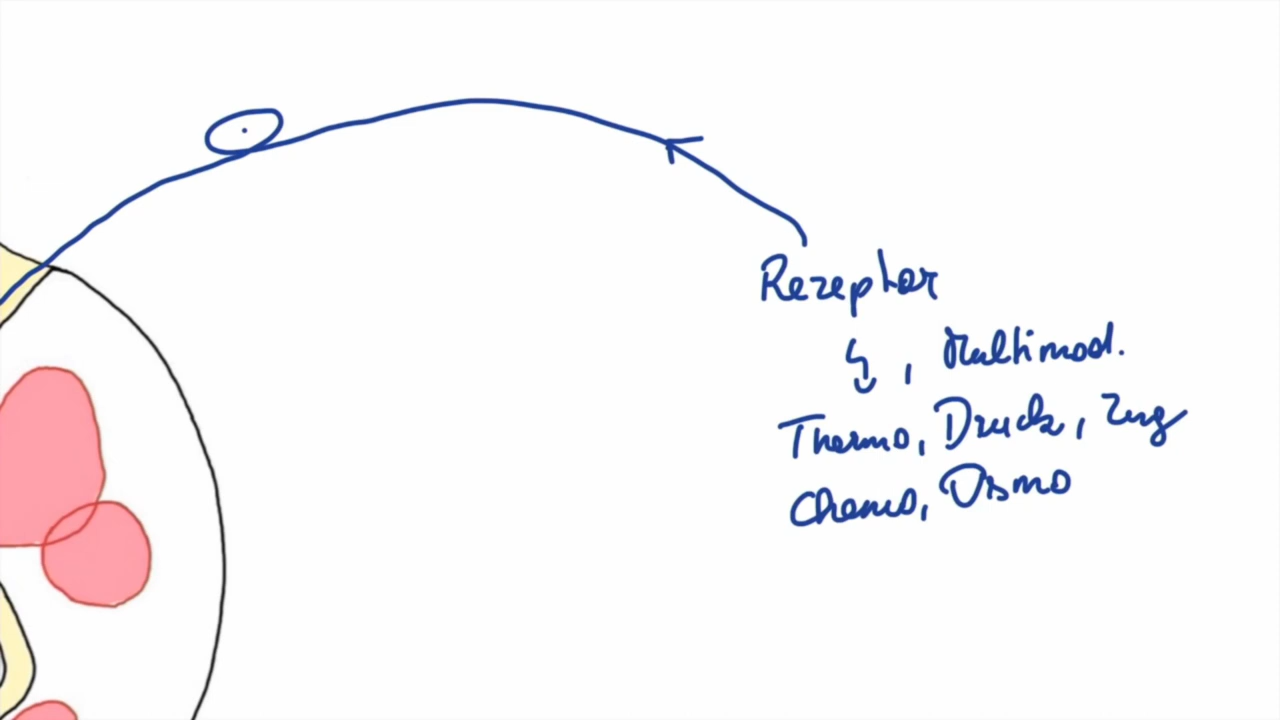 Rezeptor
, Multimod.
Thermo, Druck, Zug
Chemo, Osmo